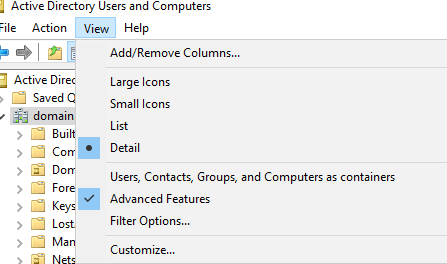 Active Directory Users and Computers
File Action View Help
Add/Remove Columns...
Active Direc
Large Icons
Saved Q
Small Icons
domain
List
Built
Com
Detail
Dom
Fore
Users, Contacts, Groups, and Computers as containers
Keys
Advanced Features
Lost
Filter Options...
Man
Customize...
Nets